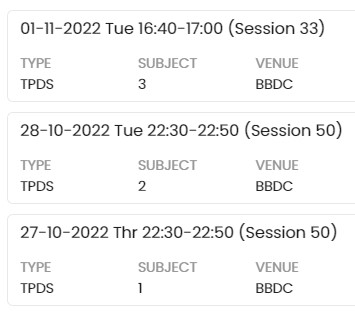 01-11-2022 Tue 16:40-17:00 (Session 33)
TYPE SUBJECT VENUE
TPDS 3 BBDC
28-10-2022 Tue 22:30-22:50 (Session 50)
TYPE SUBJECT VENUE
TPDS 2 BBDC
27-10-2022 Thr 22:30-22:50 (Session 50)
TYPE SUBJECT VENUE
TPDS 1 BBDC